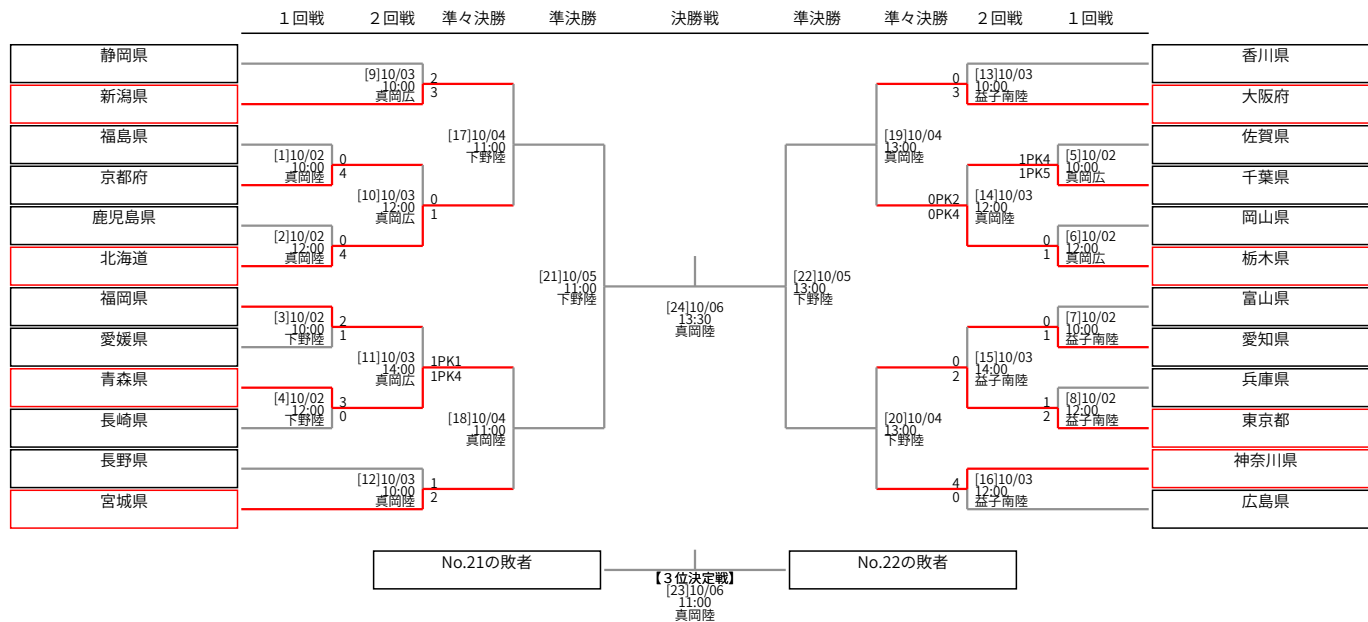 １回戦
２回戦
準々決勝
準決勝
決勝戦
準決勝
準々決勝
２回戦
１回戦
静岡県
新潟県
福島県
京都府
鹿児島県
北海道
福岡県
愛媛県
青森県
長崎県
長野県
宮城県
[1]10/02
10:00
真岡陸
0
4
[2]10/02
12:00
真岡陸
0
4
[3]10/02
10:00
下野陸
2
1
[4]10/02
12:00
下野陸
3
0
[9]10/03
10:00
真岡広
2
3
[10]10/03
12:00
真岡広
0
1
[11]10/03
14:00
真岡広
1PK1
1PK4
[12]10/03
10:00
真岡陸
1
2
[17]10/04
11:00
下野陸
[18]10/04
11:00
真岡陸
[21]10/05
11:00
下野陸
[24]10/06
13:30
真岡陸
[22]10/05
13:00
下野陸
[19]10/04
13:00
真岡陸
[20]10/04
13:00
下野陸
0
3
[13]10/03
10:00
益子南陸
0PK2
0PK4
[14]10/03
12:00
真岡陸
0
2
[15]10/03
14:00
益子南陸
4
0
[16]10/03
12:00
益子南陸
1PK4
1PK5
[5]10/02
10:00
真岡広
0
1
[6]10/02
12:00
真岡広
0
1
[7]10/02
10:00
益子南陸
1
2
[8]10/02
12:00
益子南陸
香川県
大阪府
佐賀県
千葉県
岡山県
栃木県
富山県
愛知県
兵庫県
東京都
神奈川県
広島県
No.21の敗者
【３位決定戦】
[23]10/06
11:00
真岡陸
No.22の敗者